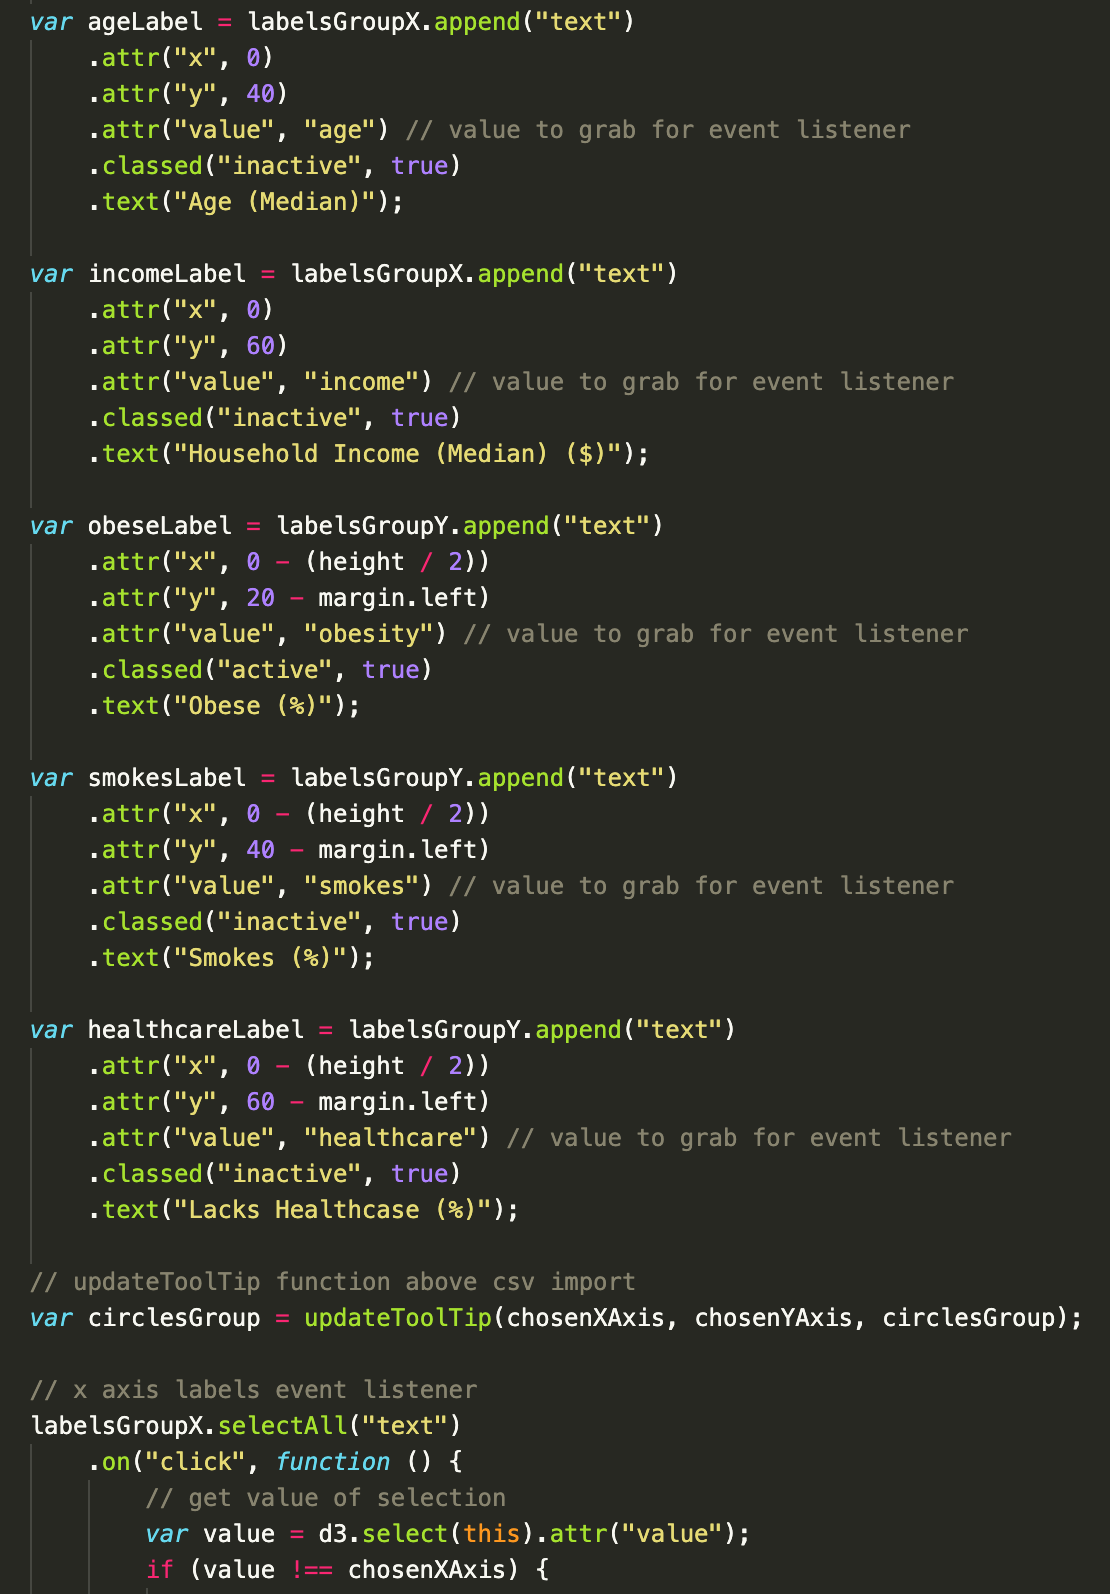 var ageLabel = labelsGroupX.append("text")
    .attr("x", 0)
    .attr("y", 40)
    .attr("value", "age") // value to grab for event listener
    .classed("inactive", true)
    .text("Age (Median)");

var incomeLabel = labelsGroupX.append("text")
    .attr("x", 0)
    .attr("y", 60)
    .attr("value", "income") // value to grab for event listener
    .classed("inactive", true)
    .text("Household Income (Median) ($)");

var obeseLabel = labelsGroupY.append("text")
    .attr("x", 0 - (height / 2))
    .attr("y", 20 - margin.left)
    .attr("value", "obesity") // value to grab for event listener
    .classed("active", true)
    .text("Obese (%)");

var smokesLabel = labelsGroupY.append("text")
    .attr("x", 0 - (height / 2))
    .attr("y", 40 - margin.left)
    .attr("value", "smokes") // value to grab for event listener
    .classed("inactive", true)
    .text("Smokes (%)");

var healthcareLabel = labelsGroupY.append("text")
    .attr("x", 0 - (height / 2))
    .attr("y", 60 - margin.left)
    .attr("value", "healthcare") // value to grab for event listener
    .classed("inactive", true)
    .text("Lacks Healthcase (%)");

// updateToolTip function above csv import
var circlesGroup = updateToolTip(chosenXAxis, chosenYAxis, circlesGroup);

// x axis labels event listener
labelsGroupX.selectAll("text")
    .on("click", function () {
        // get value of selection
        var value = d3.select(this).attr("value");
        if (value !== chosenXAxis) {